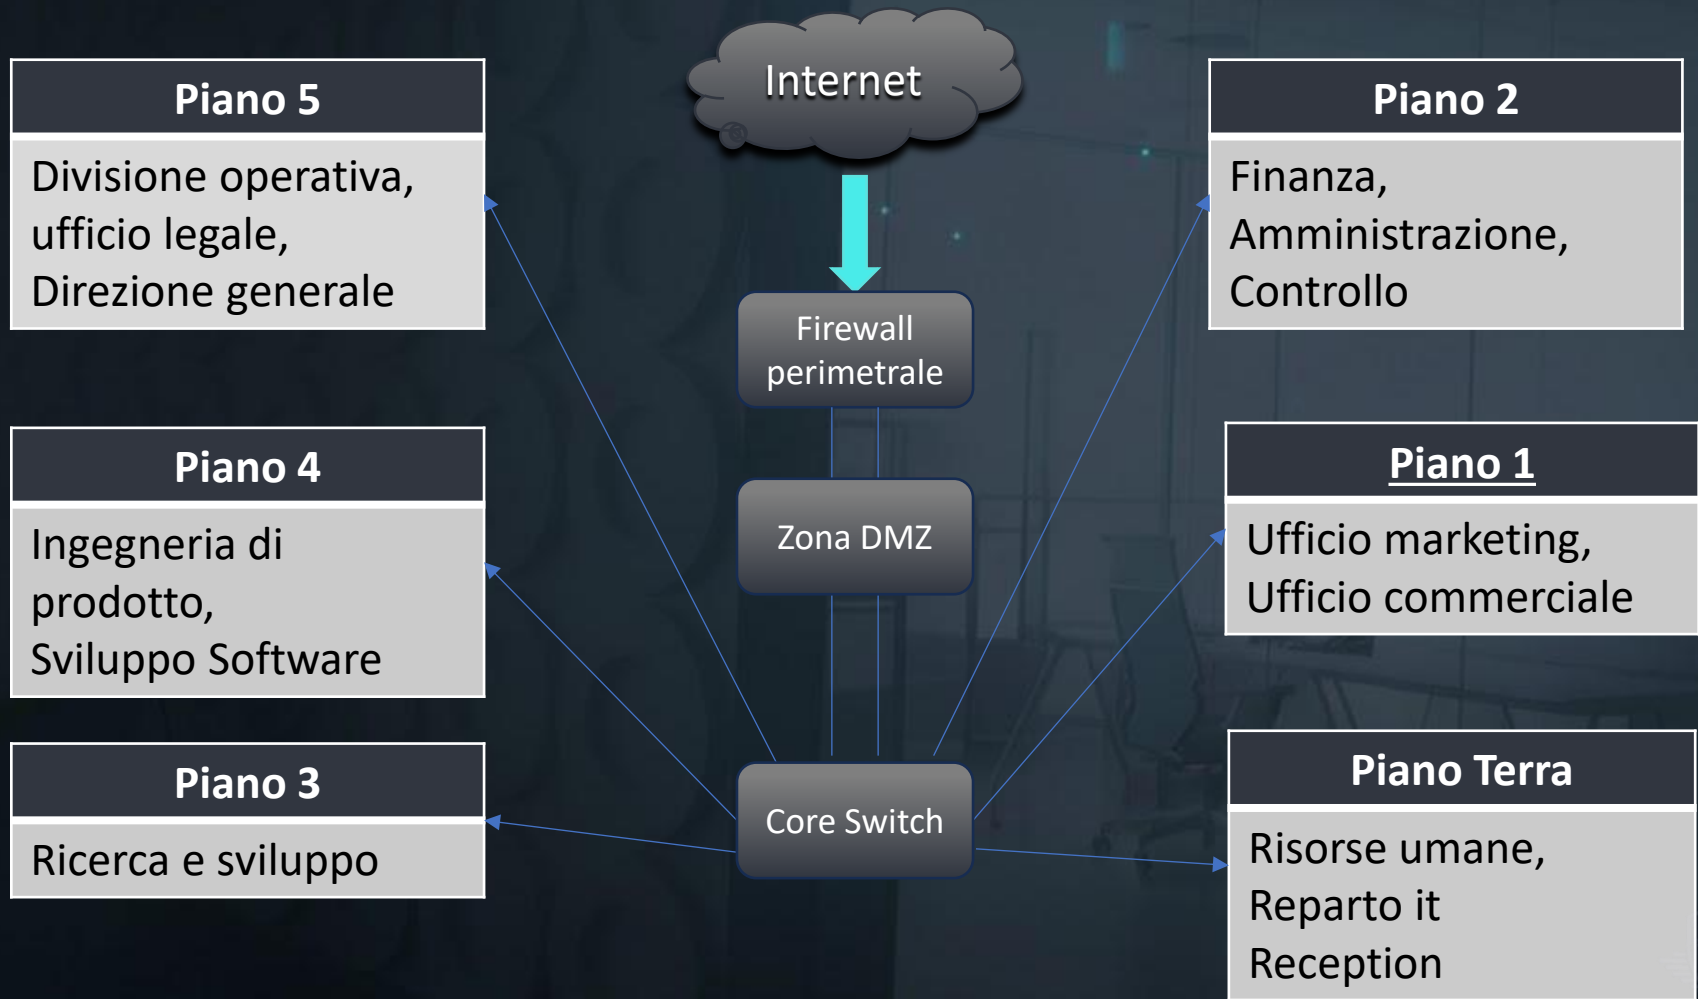 Internet
Piano 5
Divisione operativa,
ufficio legale,
Direzione generale
Piano 2
Finanza,
Amministrazione,
Controllo
Firewall
perimetrale
Piano 4
Ingegneria di
prodotto,
Sviluppo Software
Zona DMZ
Piano 1
Ufficio marketing,
Ufficio commerciale
Piano 3
Ricerca e sviluppo
Core Switch
Piano Terra
Risorse umane,
Reparto it
Reception